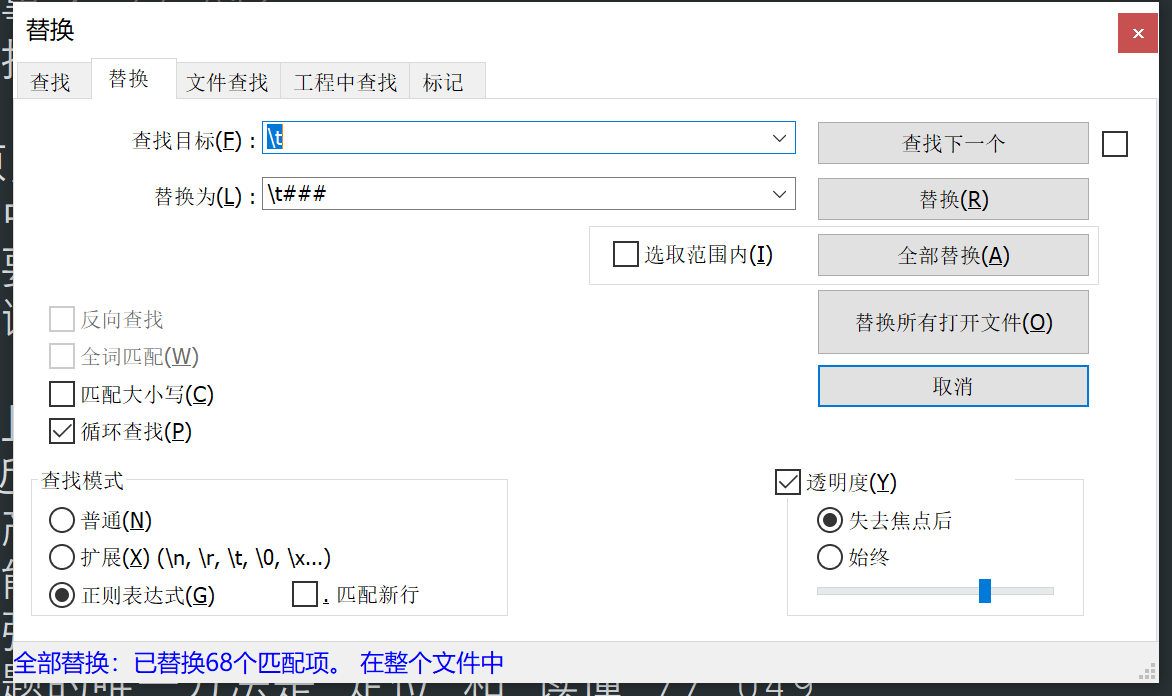 替换
查找
替换
文件查找
工程中查找
标记
查找目标(F) :
\t
查找下一个
替换为(L) :
\t###
替换(R)
选取范围内(I)
全部替换(A)
替换所有打开文件(O)
取消
反向查找
全词匹配(W)
匹配大小写(C)
循环查找(P)
查找模式
普通(N)
扩展(X) (\n, \r, \t, \0, \x...)
正则表达式(G)
. 匹配新行
透明度(Y)
失去焦点后
始终
全部替换：已替换68个匹配项。 在整个文件中